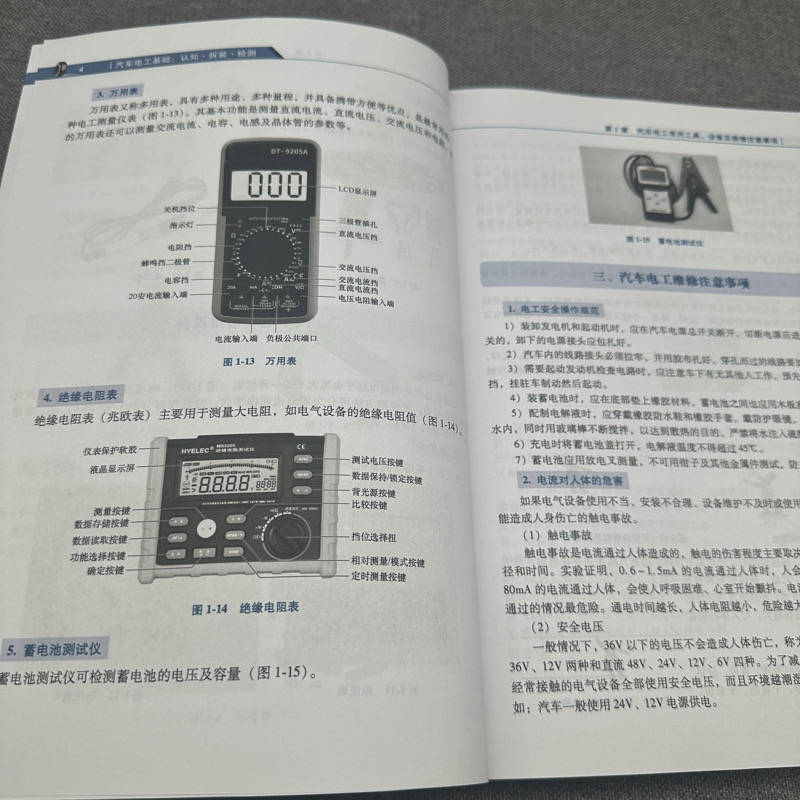 4 汽车电工基础:认知·拆装·检测
3. 万用表
万用表又称多用表,具有多种用途、多种量程,并具备携带方便等优点,是最常用的
种电工测量仪表(图 1-13)。其基本功能是测量直流电流、直流电压、交流电压和电阻,
的万用表还可以测量交流电流、电容、电感及晶体管的参数等。
DT-9205A
000
LCD显示屏
关机挡位
指示灯
三极管插孔
直流电压挡
电阻挡
蜂鸣挡二极管
电容挡
20安电流输入端
交流电压挡
交流电流挡
直流电流挡
电压电阻输入端
20A mA COM
电流输入端 负极公共端口
图 1-13 万用表
4. 绝缘电阻表
绝缘电阻表(兆欧表)主要用于测量大电阻,如电气设备的绝缘电阻值(图 1-14)。
HYELEC MS5205
绝缘电阻测试仪
CE
仪表保护软胶
液晶显示屏
测量按键
数据存储按键
数据读取按键
功能选择按键
确定按键
测试电压按键
数据保持/锁定按键
背光源按键
比较按键
挡位选择扭
相对测量/模式按键
定时测量按键
图 1-14 绝缘电阻表
5. 蓄电池测试仪
蓄电池测试仪可检测蓄电池的电压及容量(图 1-15)。
第1章 汽车电工常用工具、设备及维修注意事项
图 1-15 蓄电池测试仪
三、汽车电工维修注意事项
1. 电工安全操作规范
1)装卸发电机和起动机时,应在汽车电源总开关断开、切断电源后进
关的,卸下的电源接头应包扎好。
2)汽车内的线路接头必须拉牢,并用胶布扎好,穿孔而过的线路要加
3)需要起动发动机检查电路时,应注意车下有无其他人工作,预先
挡,挂驻车制动然后起动。
4)装蓄电池时,应在底部垫上橡胶材料,蓄电池之间也应用木板
5)配制电解液时,应穿戴橡胶防水鞋和橡胶手套,戴防护眼镜,
水内,同时用玻璃棒不断搅拌,以达到散热的目的,严禁将水注入硫酸
6)充电时将蓄电池盖打开,电解液温度不得超过 45℃。
7)蓄电池应用放电叉测量,不可用钳子及其他金属件测试,防
2. 电流对人体的危害
如果电气设备使用不当、安装不合理、设备维护不及时或使用
能造成人身伤亡的触电事故。
(1)触电事故
触电事故是电流通过人体造成的,触电的伤害程度主要取决
径和时间。实验证明,0.6~1.5mA 的电流通过人体时,人会
80mA 的电流通过人体,会使人呼吸困难、心室开始颤抖。电
通过的情况最危险。通电时间越长,人体电阻越小,危险越大
(2)安全电压
一般情况下,36V 以下的电压不会造成人体伤亡,称为
36V、12V 两种和直流 48V、24V、12V、6V 四种。为了减
经常接触的电气设备全部使用安全电压,而且环境越潮湿
如:汽车一般使用 24V、12V 电源供电。